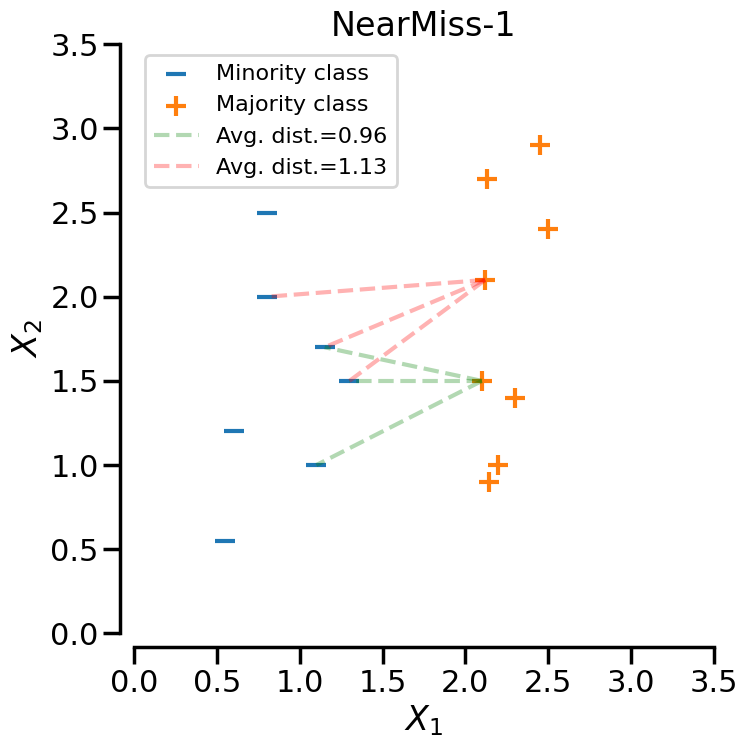 NearMiss-1
Minority class
Majority class
Avg. dist.=0.96
Avg. dist.=1.13
3.5
3.0
2.5
2.0
1.5
1.0
0.5
0.0
X₂
0.0 0.5 1.0 1.5 2.0 2.5 3.0 3.5
X₁